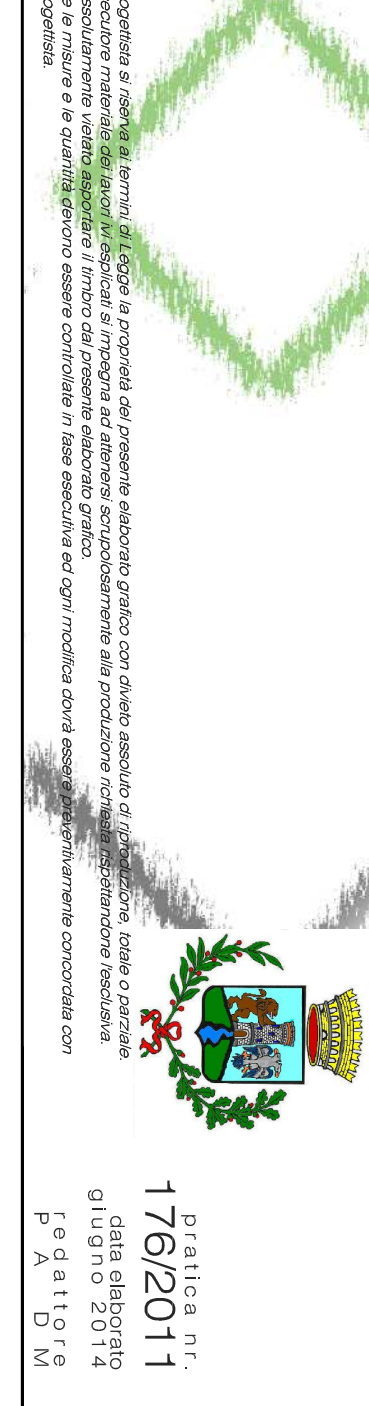 ogettista si riserva ai termini di Legge la proprietà del presente elaborato grafico con divieto assoluto di riproduzione, totale o parziale.
ecutore materiale dei lavori ivi esplicati si impegna ad attenersi scrupolosamente alla produzione richiesta rispettandone l'esclusiva.
ssolutamente vietato asportare il timbro dal presente elaborato grafico.
e le misure e le quantità devono essere controllate in fase esecutiva ed ogni modifica dovrà essere preventivamente concordata con
ogettista.
pratica nr.
176/2011
data elaborato
giugno 2014
redattore
P A D M